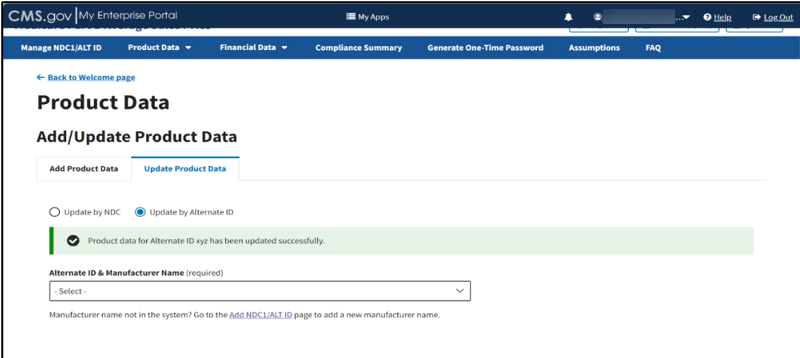 CMS.gov My Enterprise Portal
My Apps
... Help Log Out
Manage NDC1/ALT ID Product Data Financial Data Compliance Summary Generate One-Time Password Assumptions FAQ
Back to Welcome page
Product Data
Add/Update Product Data
Add Product Data Update Product Data
Update by NDC Update by Alternate ID
Product data for Alternate ID xyz has been updated successfully.
Alternate ID & Manufacturer Name (required)
- Select -
Manufacturer name not in the system? Go to the Add NDC1/ALT ID page to add a new manufacturer name.